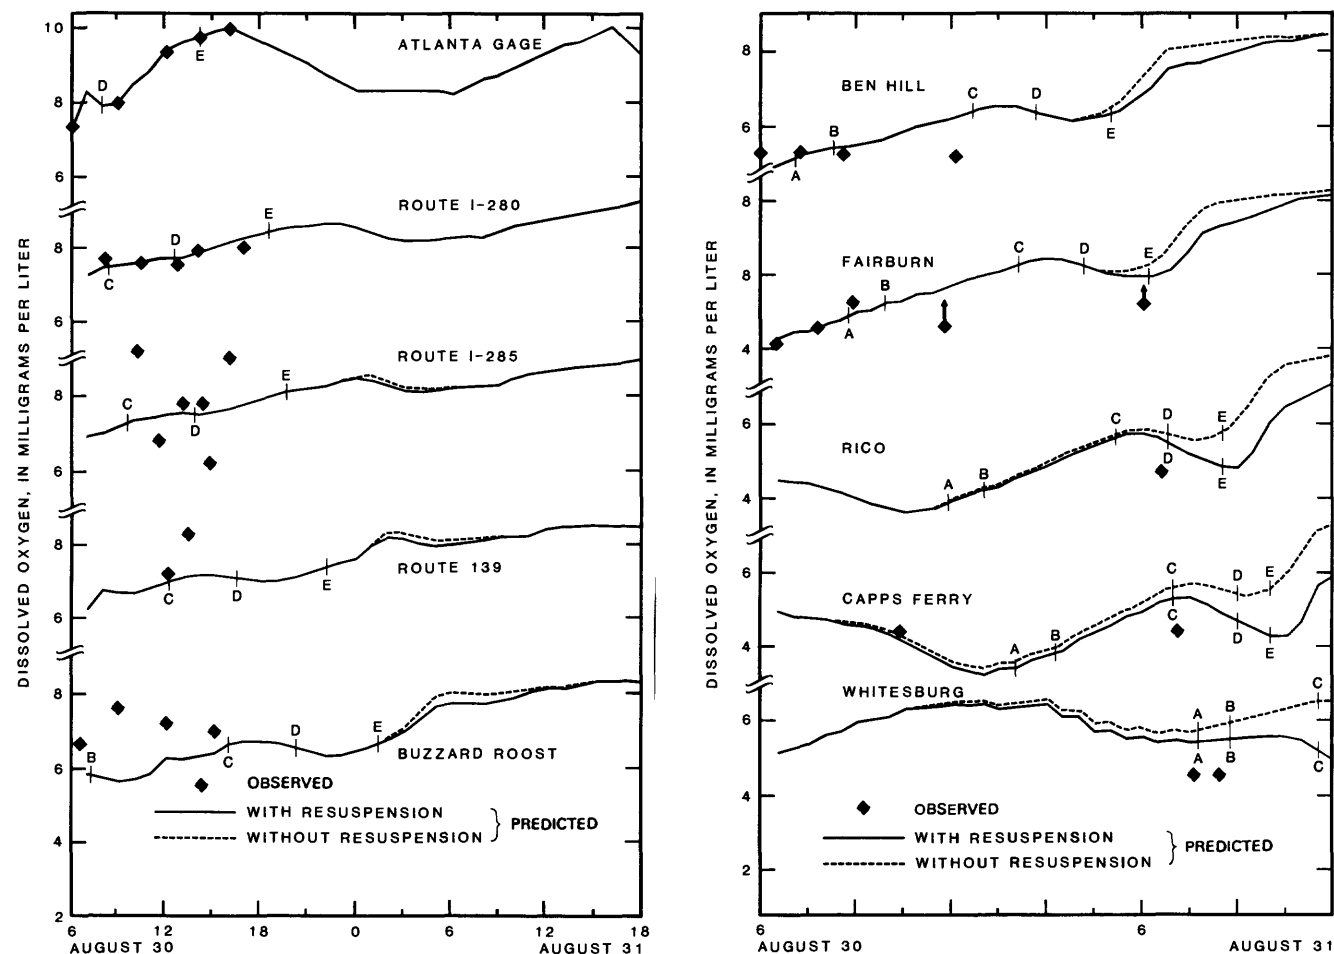 DISSOLVED OXYGEN, IN MILLIGRAMS PER LITER
10
8
6
ATLANTA GAGE
D
E
8
6
ROUTE I-280
C
D
E
8
6
ROUTE I-285
C
D
E
8
6
ROUTE 139
C
D
E
8
6
4
2
BUZZARD ROOST
B
C
D
E
OBSERVED
WITH RESUSPENSION
WITHOUT RESUSPENSION
PREDICTED
6 12 18 0 6 12 18
AUGUST 30 AUGUST 31
DISSOLVED OXYGEN, IN MILLIGRAMS PER LITER
8
6
BEN HILL
A
B
C
D
E
8
8
4
FAIRBURN
A
B
C
D
E
6
4
RICO
A
B
C
D
E
D
E
6
4
CAPPS FERRY
A
B
C
D
E
C
D
E
6
4
2
WHITESBURG
A
B
C
A
B
C
OBSERVED
WITH RESUSPENSION
WITHOUT RESUSPENSION
PREDICTED
6 6
AUGUST 30 AUGUST 31